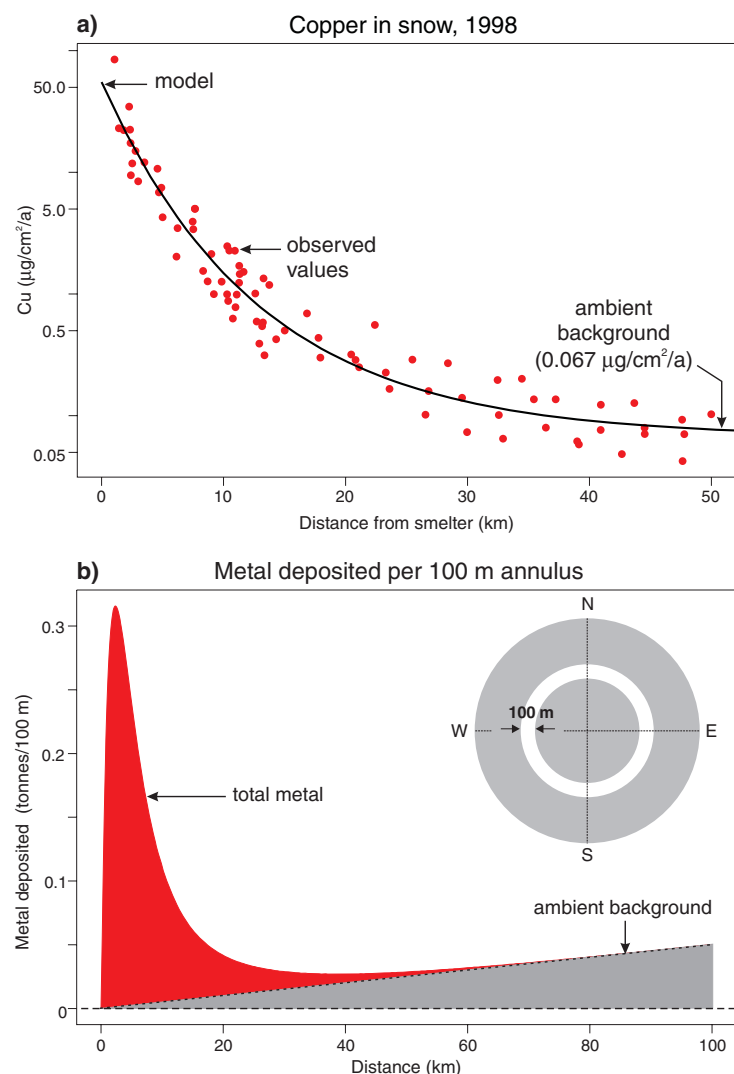 a) Copper in snow, 1998
50.0
5.0
0.5
0.05
Cu (µg/cm²/a)
model
observed
values
ambient
background
(0.067 µg/cm²/a)
0 10 20 30 40 50
Distance from smelter (km)
b) Metal deposited per 100 m annulus
0.3
0.2
0.1
0
Metal deposited (tonnes/100 m)
N
100 m
W E
S
total metal
ambient background
0 20 40 60 80 100
Distance (km)